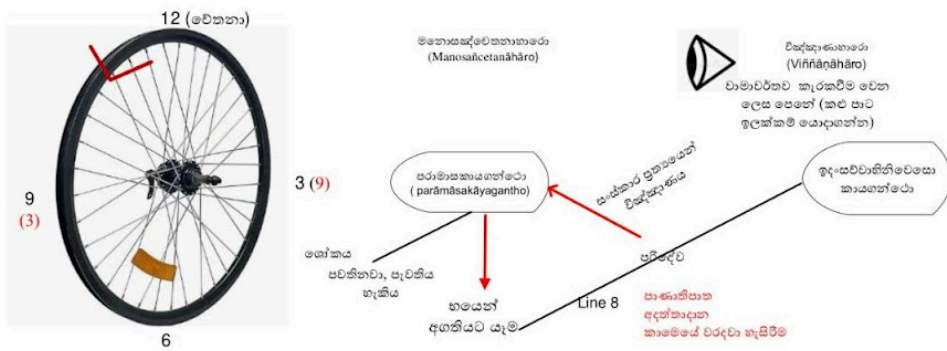 12 (චේතනා)
9
(3)
3 (9)
6
මනොසඤ්චෙතනාහාරො
(Manosañcetanāhāro)
විඤ්ඤාණාහාරො
(Viññāṇahāro)
වාමාවර්තව කැරකවීම වෙන
ලෙස පෙනේ (කළු පාට
ඉලක්කම් යොදාගන්න)
පරාමාසකායගන්ථො
( parāmāsakāyagantho)
සංස්කාර ප්‍රත්‍යයෙන්
විඤ්ඤාණය
ඉදංසච්චාභිනිවෙසො
කායගන්ථො
ශෝකය
පවතිනවා, පැවතිය
හැකිය
පරිදේව
භයෙන්
අගතියට යෑම
Line 8
පාණාතිපාත
අදත්තාදාන
කාමයේ වරදවා හැසිරීම